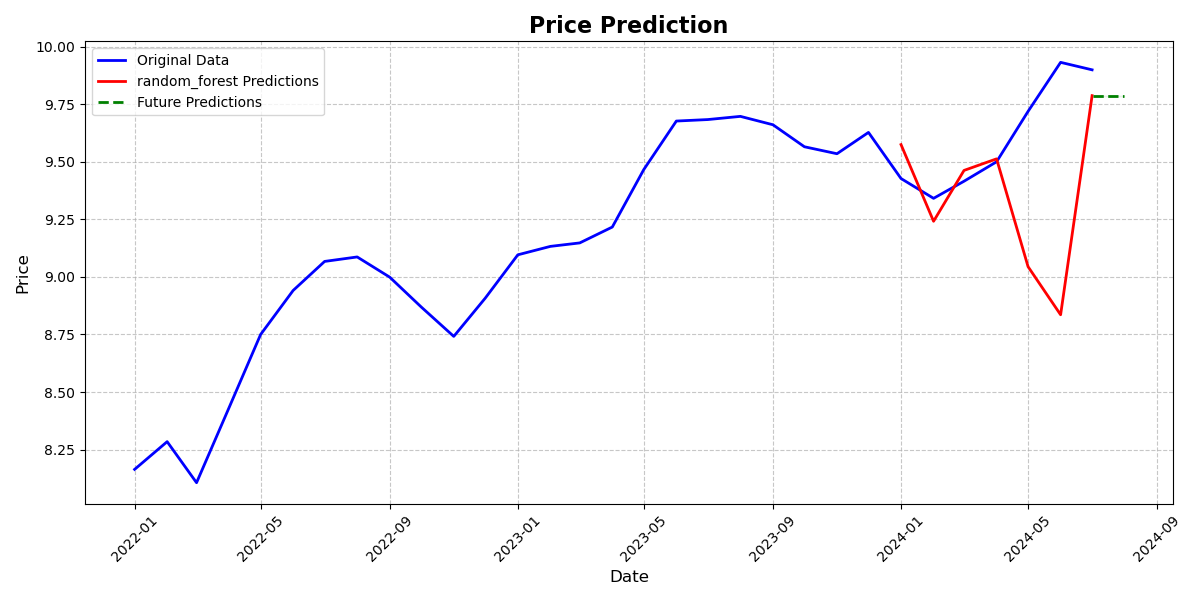 Price Prediction
Original Data
random_forest Predictions
Future Predictions
Price
10.00
9.75
9.50
9.25
9.00
8.75
8.50
8.25
2022-01
2022-05
2022-09
2023-01
2023-05
2023-09
2024-01
2024-05
2024-09
Date